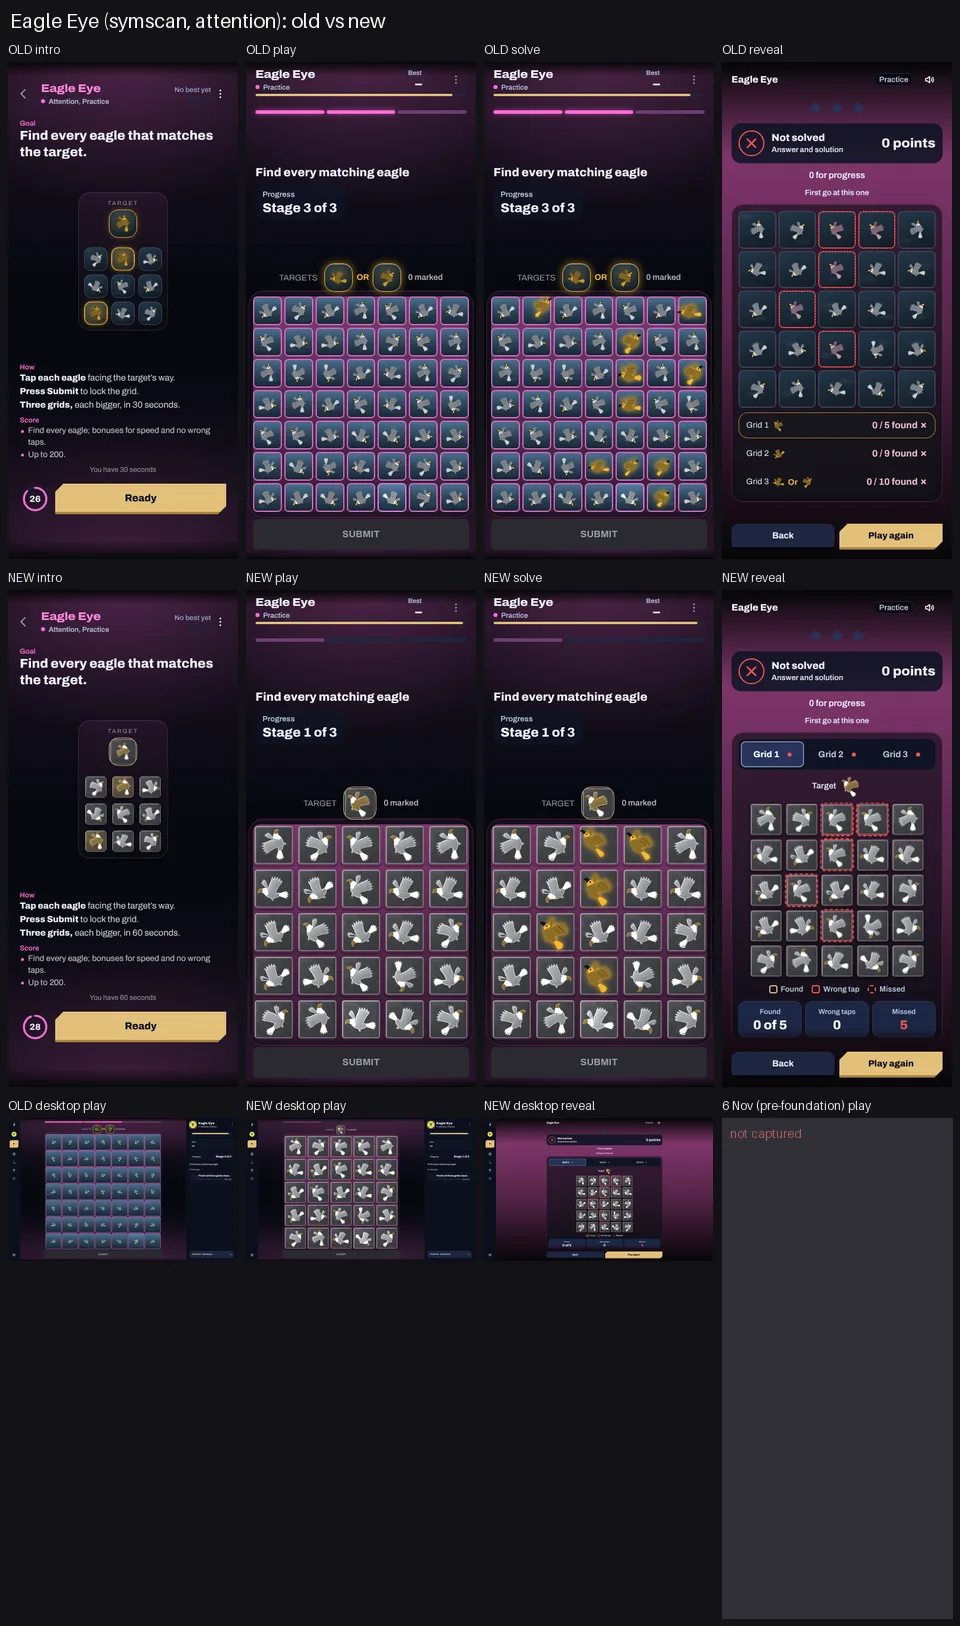 Eagle Eye (symscan, attention): old vs new
OLD intro
OLD play
OLD solve
OLD reveal
Eagle Eye
Attention, Practice
No best yet
Goal
Find every eagle that matches
the target.
TARGET
How
Tap each eagle facing the target's way.
Press Submit to lock the grid.
Three grids, each bigger, in 30 seconds.
Score
Find every eagle; bonuses for speed and no wrong
taps.
Up to 200.
You have 30 seconds
26
Ready
Eagle Eye
Practice
Best
Find every matching eagle
Progress
Stage 3 of 3
TARGETS OR 0 marked
SUBMIT
Eagle Eye
Practice
Best
Find every matching eagle
Progress
Stage 3 of 3
TARGETS OR 0 marked
SUBMIT
Eagle Eye
Practice
Not solved
Answer and solution
0 points
0 for progress
First go at this one
Grid 1 0 / 5 found ×
Grid 2 0 / 9 found ×
Grid 3 Or 0 / 10 found ×
Back
Play again
NEW intro
NEW play
NEW solve
NEW reveal
Eagle Eye
Attention, Practice
No best yet
Goal
Find every eagle that matches
the target.
TARGET
How
Tap each eagle facing the target's way.
Press Submit to lock the grid.
Three grids, each bigger, in 60 seconds.
Score
Find every eagle; bonuses for speed and no wrong
taps.
Up to 200.
You have 60 seconds
28
Ready
Eagle Eye
Practice
Best
Find every matching eagle
Progress
Stage 1 of 3
TARGET 0 marked
SUBMIT
Eagle Eye
Practice
Best
Find every matching eagle
Progress
Stage 1 of 3
TARGET 0 marked
SUBMIT
Eagle Eye
Practice
Not solved
Answer and solution
0 points
0 for progress
First go at this one
Grid 1
Grid 2
Grid 3
Target
Found
Wrong tap
Missed
Found
0 of 5
Wrong taps
0
Missed
5
Back
Play again
OLD desktop play
NEW desktop play
NEW desktop reveal
6 Nov (pre-foundation) play
Eagle Eye
Eagle Eye
not captured